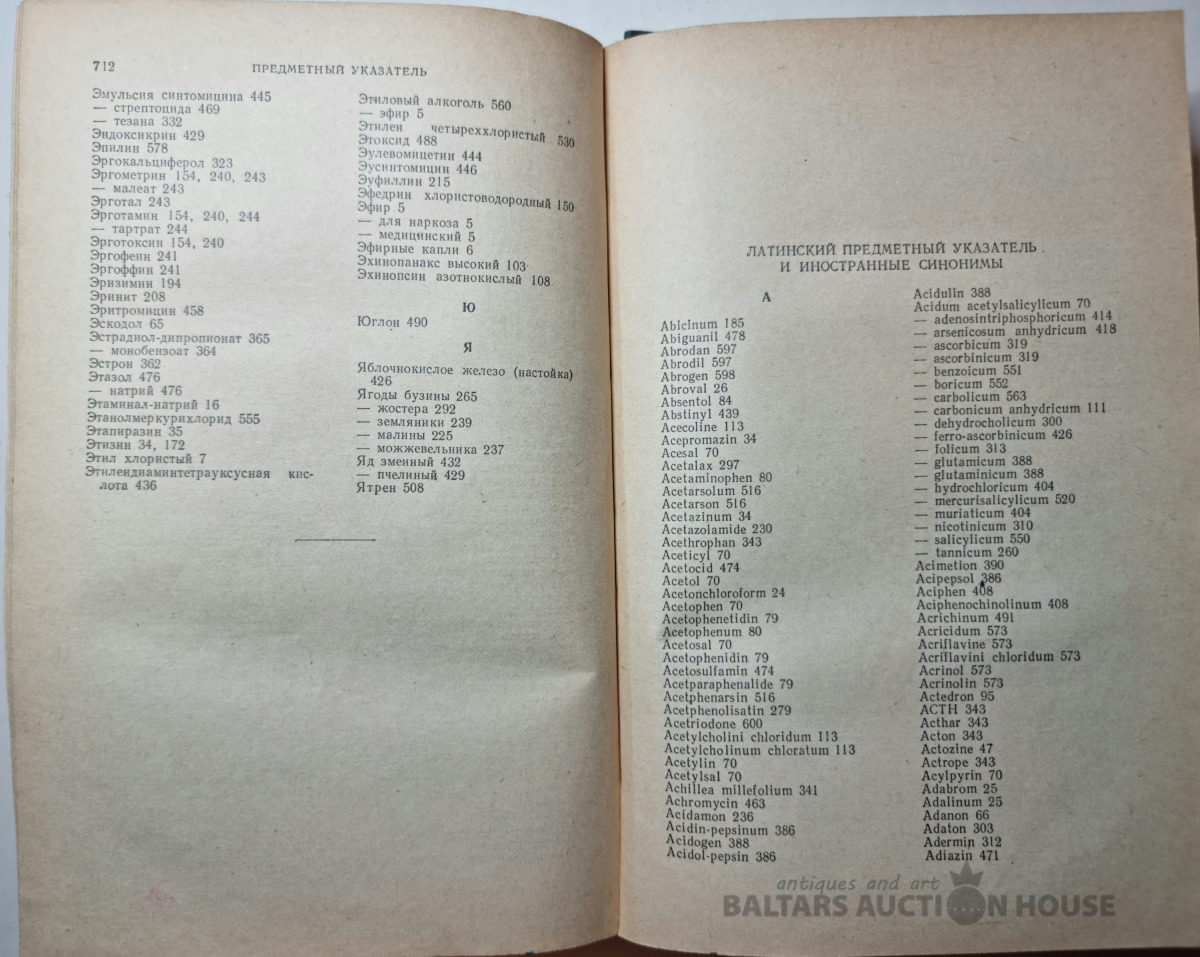 712
ПРЕДМЕТНЫЙ УКАЗАТЕЛЬ
Эмульсия синтомицина 445
— стрептоцида 469
— тезана 332
Эндоксикрин 429
Эпилин 578
Эргокальциферол 323
Эргометрин 154, 240, 243
— малеат 243
Эрготал 243
Эрготамин 154, 240, 244
— тартрат 244
Эрготоксин 154, 240
Эргофеин 241
Эргоффин 241
Эризимин 194
Эринит 208
Эритромицин 458
Эскодол 65
Эстрадиол-дипропионат 365
— монобензоат 364
Эстрон 362
Этазол 476
— натрий 476
Этаминал-натрий 16
Этанолмеркурихлорид 555
Этапиразин 35
Этизин 34, 172
Этил хлористый 7
Этилендиаминтетрауксусная кис-
лота 436
Этиловый алкоголь 560
— эфир 5
Этилен четыреххлористый 530
Этоксид 488
Эулевомицетин 444
Эусинтомицин 446
Эуфиллин 215
Эфедрин хлористоводородный 150
Эфир 5
— для наркоза 5
— медицинский 5
Эфирные капли 6
Эхинопанакс высокий 103
Эхинопсин азотнокислый 108
Ю
Юглон 490
Я
Яблочнокислое железо (настойка)
426
Ягоды бузины 265
— жостера 292
— земляники 239
— малины 225
— можжевельника 237
Яд змеиный 432
— пчелиный 429
Ятрен 508
ЛАТИНСКИЙ ПРЕДМЕТНЫЙ УКАЗАТЕЛЬ
И ИНОСТРАННЫЕ СИНОНИМЫ
А
Abicinum 185
Abiguanil 478
Abrodan 597
Abrodil 597
Abrogen 598
Abroval 26
Absentol 84
Abstinyl 439
Acecoline 113
Acepromazin 34
Acesal 70
Acetalax 297
Acetaminophen 80
Acetarsolum 516
Acetarson 516
Acetazinum 34
Acetazolamide 230
Acethrophan 343
Aceticyl 70
Acetocid 474
Acetol 70
Acetonchloroform 24
Acetophen 70
Acetophenetidin 79
Acetophenum 80
Acetosal 70
Acetophenidin 79
Acetosulfamin 474
Acetparaphenalide 79
Acetphenarsin 516
Acetphenolisatin 279
Acetriodone 600
Acetylcholini chloridum 113
Acetylcholinum chloratum 113
Acetylin 70
Acetylsal 70
Achillea millefolium 341
Achromycin 463
Acidamon 236
Acidin-pepsinum 386
Acidogen 388
Acidol-pepsin 386
Acidulin 388
Acidum acetylsalicylicum 70
— adenosintriphosphoricum 414
— arsenicosum anhydricum 418
— ascorbicum 319
— ascorbinicum 319
— benzoicum 551
— boricum 552
— carbolicum 563
— carbonicum anhydricum 111
— dehydrocholicum 300
— ferro-ascorbinicum 426
— folicum 313
— glutamicum 388
— glutaminicum 388
— hydrochloricum 404
— mercurisalicylicum 520
— muriaticum 404
— nicotinicum 310
— salicylicum 550
— tannicum 260
Acimetion 390
Acipepsol 386
Aciphen 408
Aciphenochinolinum 408
Acrichinum 491
Acricidum 573
Acriflavine 573
Acriflavini chloridum 573
Acrinol 573
Acrinolin 573
Actedron 95
ACTH 343
Acthar 343
Acton 343
Actozine 47
Actrope 343
Acylpyrin 70
Adabrom 25
Adalinum 25
Adanon 66
Adaton 303
Adermin 312
Adiazin 471
antiques and art
BALTARS AUCTION HOUSE